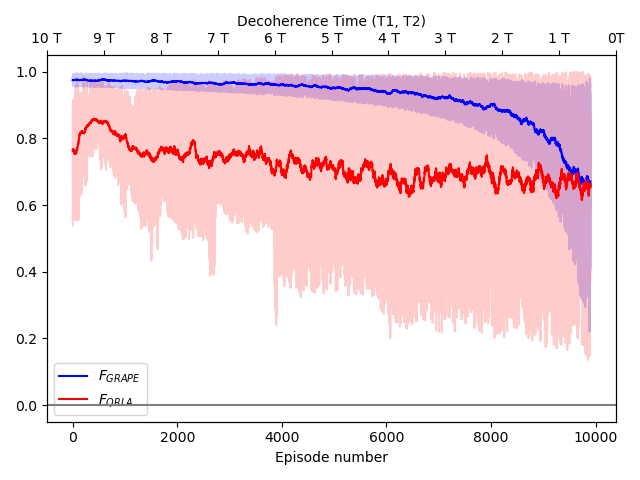 Decoherence Time (T1, T2)
10 T 9 T 8 T 7 T 6 T 5 T 4 T 3 T 2 T 1 T 0T
1.0
0.8
0.6
0.4
0.2
0.0
F_GRAPE
F_QRLA
0 2000 4000 6000 8000 10000
Episode number